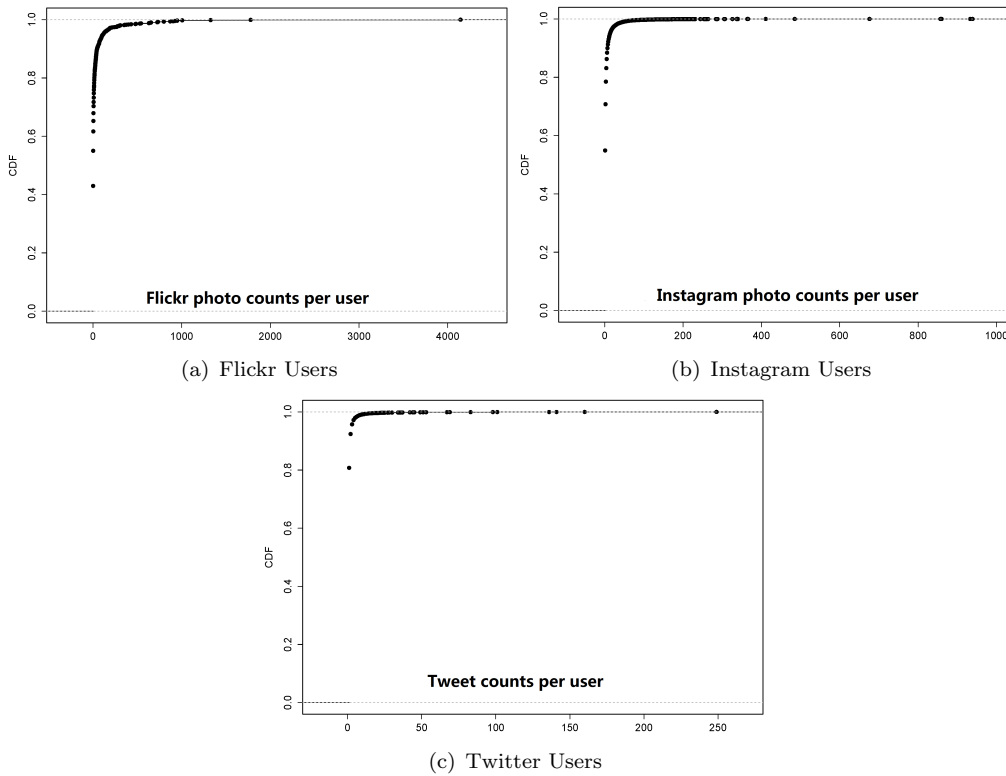 CDF
1.0
0.8
0.6
0.4
0.2
0.0
Flickr photo counts per user
0 1000 2000 3000 4000
(a) Flickr Users
CDF
1.0
0.8
0.6
0.4
0.2
0.0
Instagram photo counts per user
0 200 400 600 800 1000
(b) Instagram Users
CDF
1.0
0.8
0.6
0.4
0.2
0.0
Tweet counts per user
0 50 100 150 200 250
(c) Twitter Users